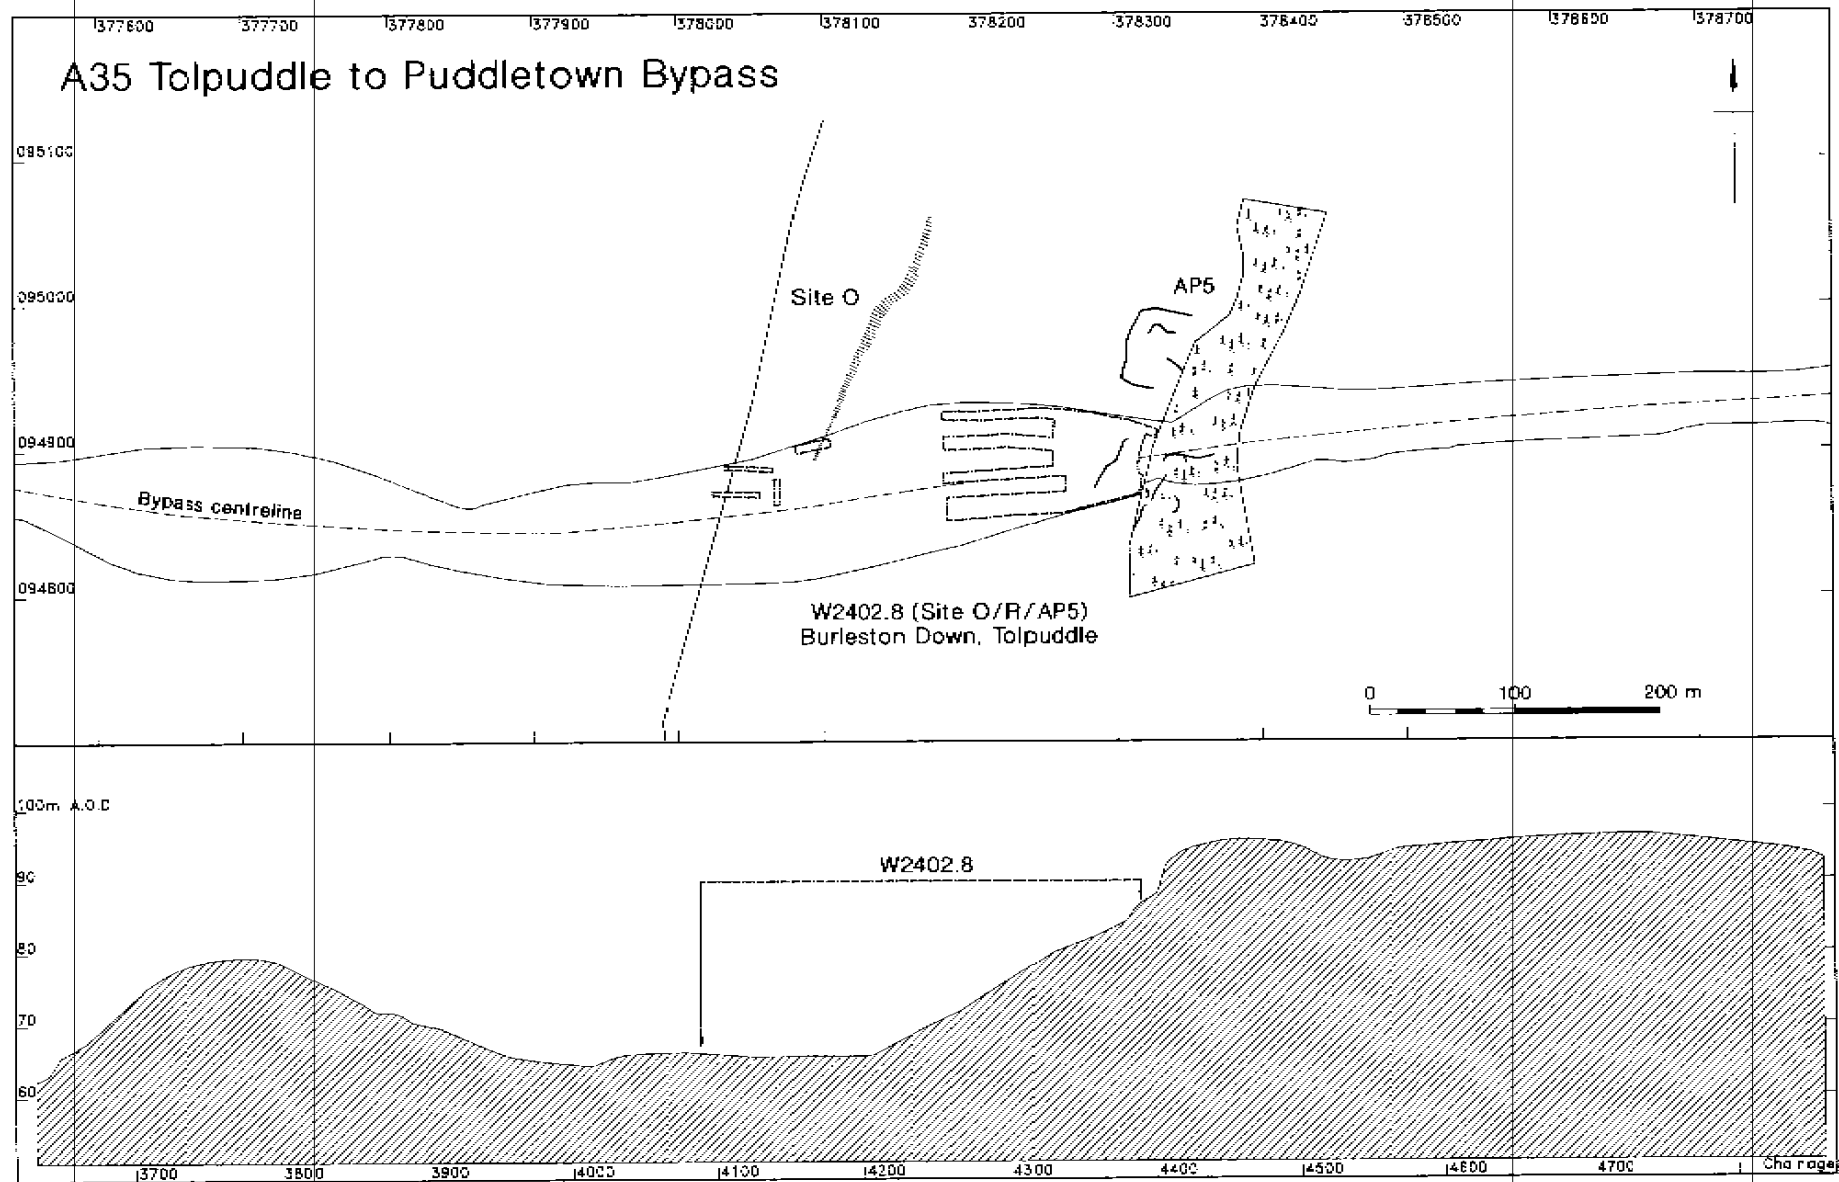 377600 377700 377800 377900 378000 378100 378200 378300 378400 378500 378600 378700
A35 Tolpuddle to Puddletown Bypass
095100
Site O
AP5
095000
094900
Bypass centreline
094800
W2402.8 (Site O/R/AP5)
Burleston Down, Tolpuddle
0 100 200 m
100m A.O.D
W2402.8
90
80
70
60
3700 3800 3900 4000 4100 4200 4300 4400 4500 4600 4700 Chainage